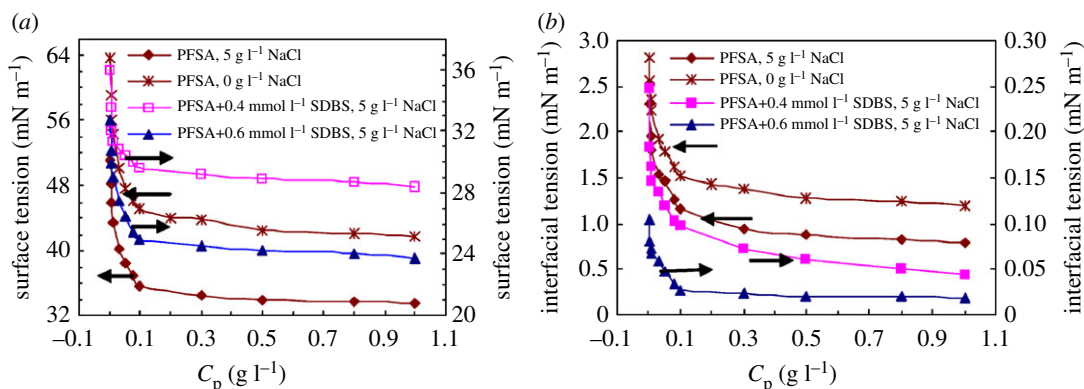 (a)
64
56
48
40
32
surface tension (mN m⁻¹)
PFSA, 5 g l⁻¹ NaCl
PFSA, 0 g l⁻¹ NaCl
PFSA+0.4 mmol l⁻¹ SDBS, 5 g l⁻¹ NaCl
PFSA+0.6 mmol l⁻¹ SDBS, 5 g l⁻¹ NaCl
36
32
28
24
20
surface tension (mN m⁻¹)
–0.1 0.1 0.3 0.5 0.7 0.9 1.1
Cp (g l⁻¹)
(b)
3.0
2.5
2.0
1.5
1.0
0.5
0
interfacial tension (mN m⁻¹)
PFSA, 5 g l⁻¹ NaCl
PFSA, 0 g l⁻¹ NaCl
PFSA+0.4 mmol l⁻¹ SDBS, 5 g l⁻¹ NaCl
PFSA+0.6 mmol l⁻¹ SDBS, 5 g l⁻¹ NaCl
0.30
0.25
0.20
0.15
0.10
0.05
0
interfacial tension (mN m⁻¹)
–0.1 0.1 0.3 0.5 0.7 0.9 1.1
Cp (g l⁻¹)